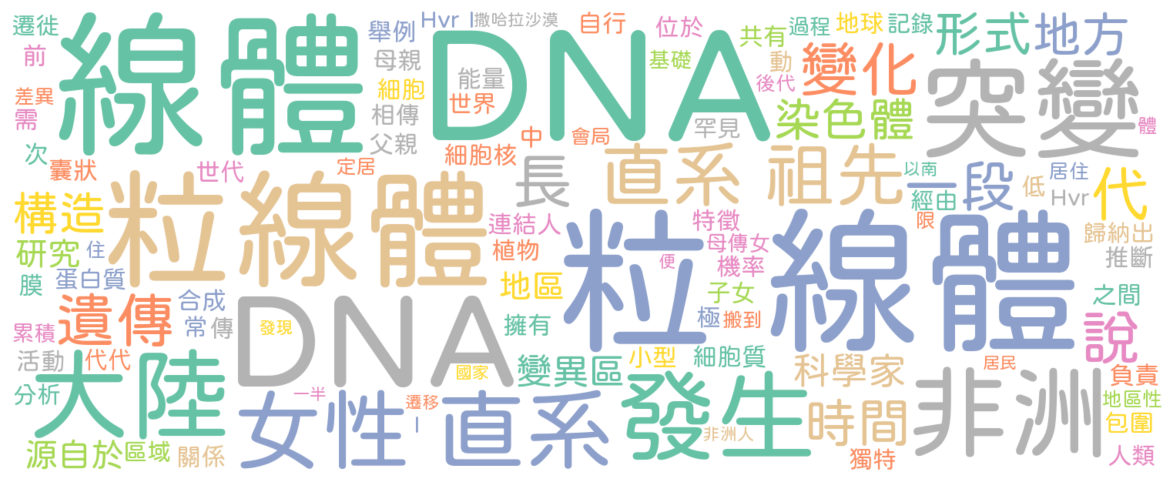 遷徙 線體 DNA 舉例 Hvr I 撒哈拉沙漠 自行 位於 共有 過程 地球 記錄 形式 地方
前 母親 能量 基礎 動 變化 突變
差異 細胞 世界 後代
需 相傳 罕見 染色體 體
次 父親 中 會局
囊狀 世代 定居 細胞核 長 直系 祖先 以南 一段 居住
構造 粒線體 經由 低 Hvr 代
連結人 特徵 限
研究 住 植物 粒線體 母傳女 歸納出
膜 蛋白質 地區 便 機率 推斷
遺傳 合成 DNA 擁有 子女 之間
累積 常 傳 發現 極 搬到 說
活動 代代 大陸 國家 變異區 小型 細胞質 科學家 居民 負責
分析 一半 遷移 發生 非洲 地區性
女性 I 直系 時間 包圍
源自於 區域 關係 非洲人 獨特 人類